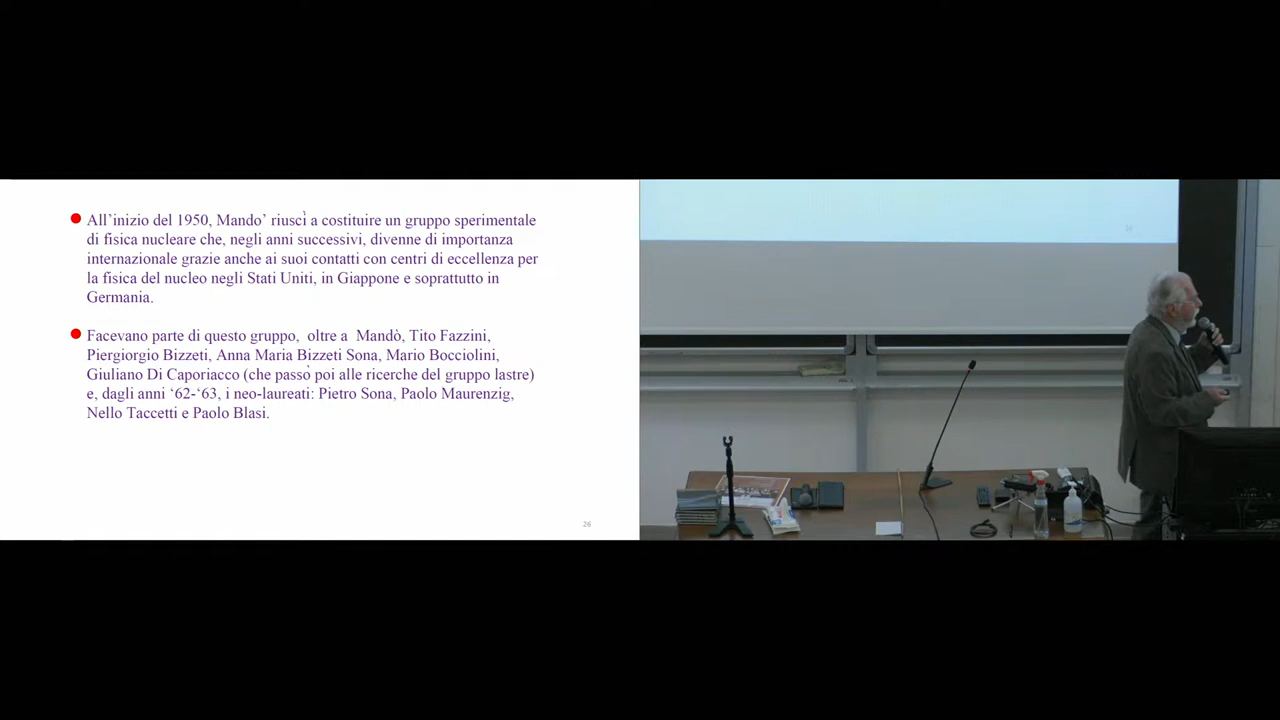 All’inizio del 1950, Mando’ riuscì a costituire un gruppo sperimentale
di fisica nucleare che, negli anni successivi, divenne di importanza
internazionale grazie anche ai suoi contatti con centri di eccellenza per
la fisica del nucleo negli Stati Uniti, in Giappone e soprattutto in
Germania.
Facevano parte di questo gruppo, oltre a Mandò, Tito Fazzini,
Piergiorgio Bizzeti, Anna Maria Bizzeti Sona, Mario Bocciolini,
Giuliano Di Caporiacco (che passò poi alle ricerche del gruppo lastre)
e, dagli anni ‘62-‘63, i neo-laureati: Pietro Sona, Paolo Maurenzig,
Nello Taccetti e Paolo Blasi.
26